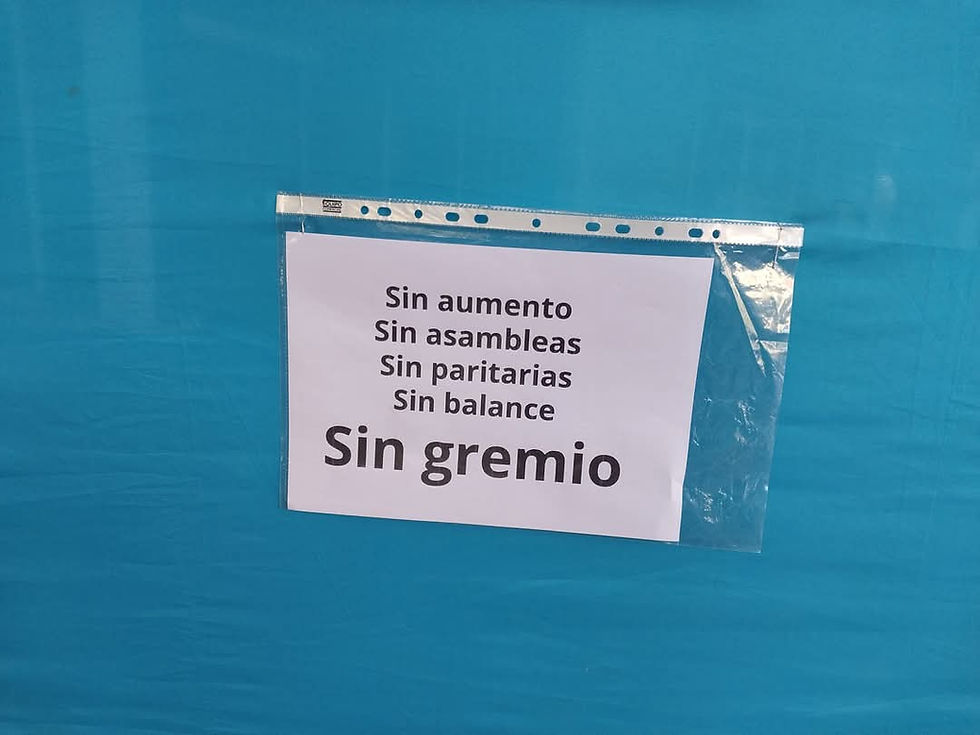 Sin aumento
Sin asambleas
Sin paritarias
Sin balance
Sin gremio